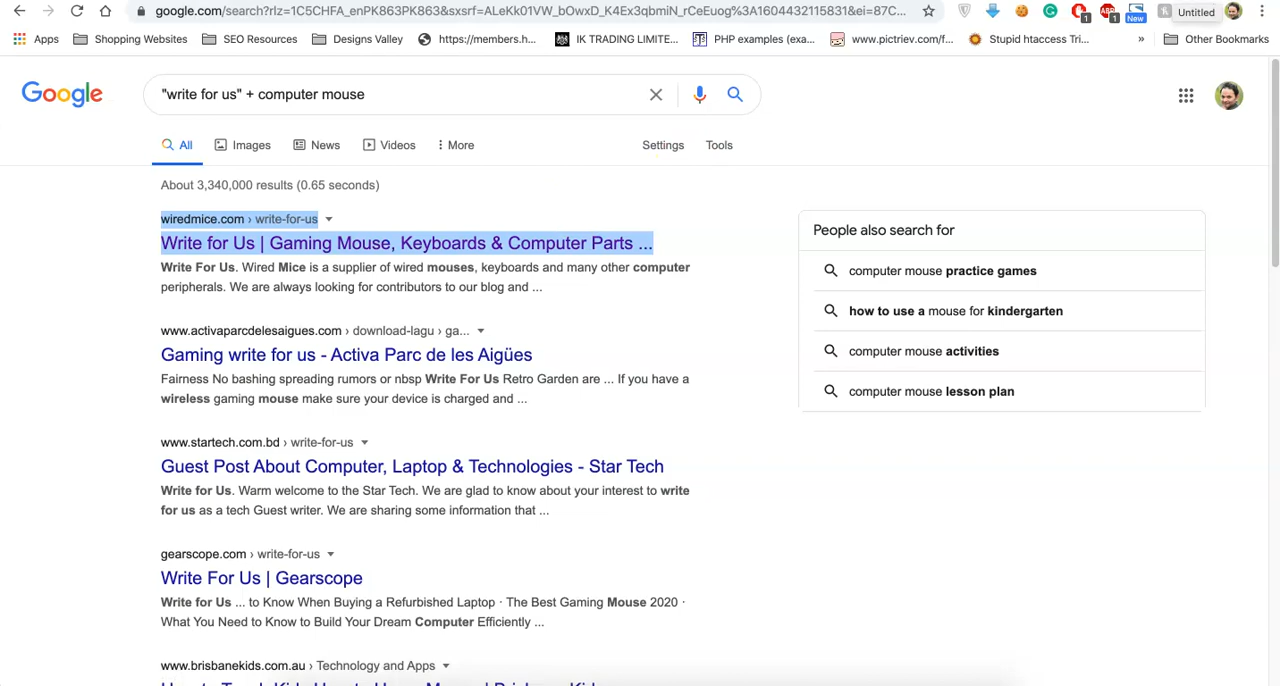 google.com/search?rlz=1C5CHFA_enPK863PK863&sxsrf=ALeKk01VW_bOwxD_K4Ex3qbmiN_rCeEuog%3A1604432115831&ei=87C...
1
1
New
Untitled
Apps
Shopping Websites
SEO Resources
Designs Valley
https://members.h...
IK TRADING LIMITE...
PHP examples (exa...
www.pictriev.com/f...
Stupid htaccess Tri...
»
Other Bookmarks
Google
"write for us" + computer mouse
All
Images
News
Videos
More
Settings
Tools
About 3,340,000 results (0.65 seconds)
wiredmice.com › write-for-us
Write for Us | Gaming Mouse, Keyboards & Computer Parts ...
Write For Us. Wired Mice is a supplier of wired mouses, keyboards and many other computer
peripherals. We are always looking for contributors to our blog and ...
www.activaparcdelesaigues.com › download-lagu › ga...
Gaming write for us - Activa Parc de les Aigües
Fairness No bashing spreading rumors or nbsp Write For Us Retro Garden are ... If you have a
wireless gaming mouse make sure your device is charged and ...
www.startech.com.bd › write-for-us
Guest Post About Computer, Laptop & Technologies - Star Tech
Write for Us. Warm welcome to the Star Tech. We are glad to know about your interest to write
for us as a tech Guest writer. We are sharing some information that ...
gearscope.com › write-for-us
Write For Us | Gearscope
Write for Us ... to Know When Buying a Refurbished Laptop · The Best Gaming Mouse 2020 ·
What You Need to Know to Build Your Dream Computer Efficiently ...
www.brisbanekids.com.au › Technology and Apps
People also search for
computer mouse practice games
how to use a mouse for kindergarten
computer mouse activities
computer mouse lesson plan